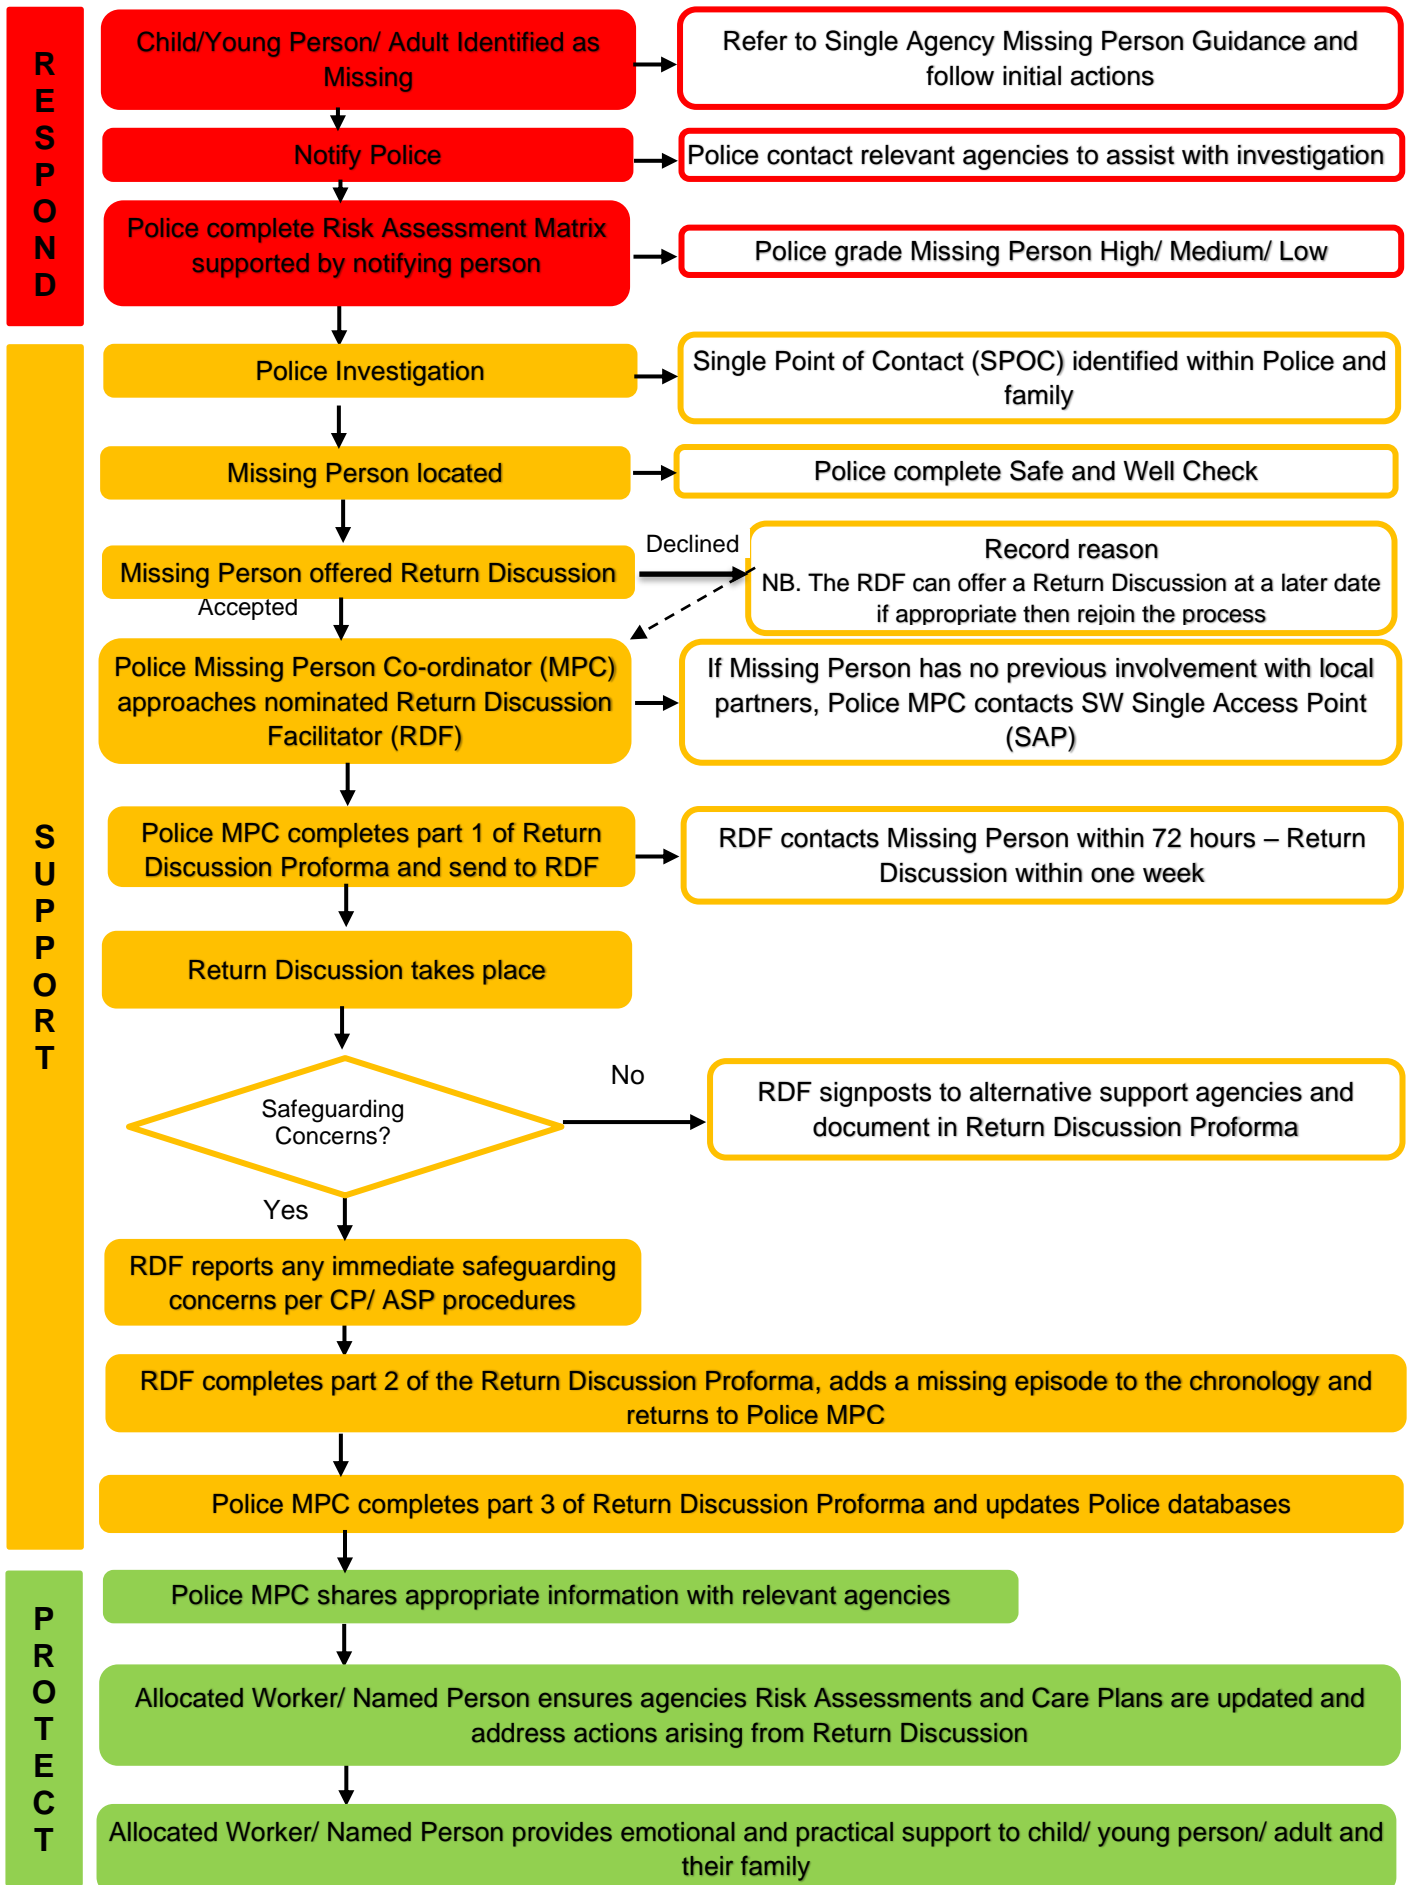 RESPOND
Child/Young Person/ Adult Identified as
Missing
Refer to Single Agency Missing Person Guidance and
follow initial actions
Notify Police
Police contact relevant agencies to assist with investigation
Police complete Risk Assessment Matrix
supported by notifying person
Police grade Missing Person High/ Medium/ Low
SUPPORT
Police Investigation
Single Point of Contact (SPOC) identified within Police and
family
Missing Person located
Police complete Safe and Well Check
Missing Person offered Return Discussion
Declined
Record reason
NB. The RDF can offer a Return Discussion at a later date
if appropriate then rejoin the process
Accepted
Police Missing Person Co-ordinator (MPC)
approaches nominated Return Discussion
Facilitator (RDF)
If Missing Person has no previous involvement with local
partners, Police MPC contacts SW Single Access Point
(SAP)
Police MPC completes part 1 of Return
Discussion Proforma and send to RDF
RDF contacts Missing Person within 72 hours – Return
Discussion within one week
Return Discussion takes place
Safeguarding
Concerns?
No
RDF signposts to alternative support agencies and
document in Return Discussion Proforma
Yes
RDF reports any immediate safeguarding
concerns per CP/ ASP procedures
RDF completes part 2 of the Return Discussion Proforma, adds a missing episode to the chronology and
returns to Police MPC
Police MPC completes part 3 of Return Discussion Proforma and updates Police databases
PROTECT
Police MPC shares appropriate information with relevant agencies
Allocated Worker/ Named Person ensures agencies Risk Assessments and Care Plans are updated and
address actions arising from Return Discussion
Allocated Worker/ Named Person provides emotional and practical support to child/ young person/ adult and
their family